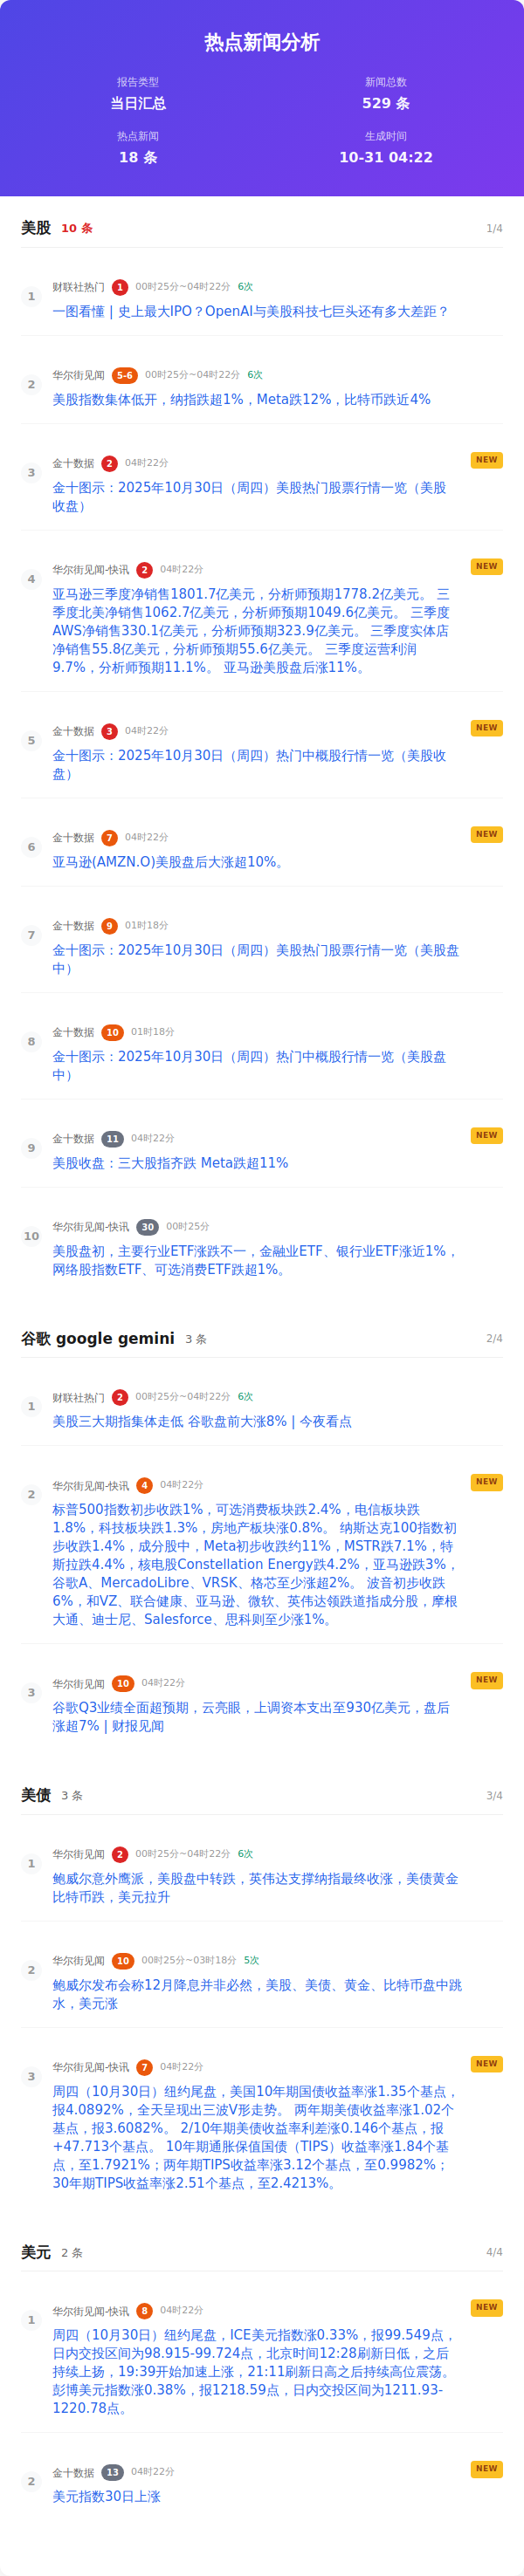 热点新闻分析
报告类型
当日汇总
新闻总数
529 条
热点新闻
18 条
生成时间
10-31 04:22
美股 10 条 1/4
1
财联社热门 1 00时25分~04时22分 6次
一图看懂 | 史上最大IPO？OpenAI与美股科技七巨头还有多大差距？
2
华尔街见闻 5-6 00时25分~04时22分 6次
美股指数集体低开，纳指跌超1%，Meta跌12%，比特币跌近4%
3
金十数据 2 04时22分 NEW
金十图示：2025年10月30日（周四）美股热门股票行情一览（美股
收盘）
4
华尔街见闻-快讯 2 04时22分 NEW
亚马逊三季度净销售1801.7亿美元，分析师预期1778.2亿美元。 三
季度北美净销售1062.7亿美元，分析师预期1049.6亿美元。 三季度
AWS净销售330.1亿美元，分析师预期323.9亿美元。 三季度实体店
净销售55.8亿美元，分析师预期55.6亿美元。 三季度运营利润
9.7%，分析师预期11.1%。 亚马逊美股盘后涨11%。
5
金十数据 3 04时22分 NEW
金十图示：2025年10月30日（周四）热门中概股行情一览（美股收
盘）
6
金十数据 7 04时22分 NEW
亚马逊(AMZN.O)美股盘后大涨超10%。
7
金十数据 9 01时18分
金十图示：2025年10月30日（周四）美股热门股票行情一览（美股盘
中）
8
金十数据 10 01时18分
金十图示：2025年10月30日（周四）热门中概股行情一览（美股盘
中）
9
金十数据 11 04时22分 NEW
美股收盘：三大股指齐跌 Meta跌超11%
10
华尔街见闻-快讯 30 00时25分
美股盘初，主要行业ETF涨跌不一，金融业ETF、银行业ETF涨近1%，
网络股指数ETF、可选消费ETF跌超1%。
谷歌 google gemini 3 条 2/4
1
财联社热门 2 00时25分~04时22分 6次
美股三大期指集体走低 谷歌盘前大涨8% | 今夜看点
2
华尔街见闻-快讯 4 04时22分 NEW
标普500指数初步收跌1%，可选消费板块跌2.4%，电信板块跌
1.8%，科技板块跌1.3%，房地产板块涨0.8%。 纳斯达克100指数初
步收跌1.4%，成分股中，Meta初步收跌约11%，MSTR跌7.1%，特
斯拉跌4.4%，核电股Constellation Energy跌4.2%，亚马逊跌3%，
谷歌A、MercadoLibre、VRSK、格芯至少涨超2%。 波音初步收跌
6%，和VZ、联合健康、亚马逊、微软、英伟达领跌道指成分股，摩根
大通、迪士尼、Salesforce、思科则至少涨1%。
3
华尔街见闻 10 04时22分 NEW
谷歌Q3业绩全面超预期，云亮眼，上调资本支出至930亿美元，盘后
涨超7% | 财报见闻
美债 3 条 3/4
1
华尔街见闻 2 00时25分~04时22分 6次
鲍威尔意外鹰派，美股盘中转跌，英伟达支撑纳指最终收涨，美债黄金
比特币跌，美元拉升
2
华尔街见闻 10 00时25分~03时18分 5次
鲍威尔发布会称12月降息并非必然，美股、美债、黄金、比特币盘中跳
水，美元涨
3
华尔街见闻-快讯 7 04时22分 NEW
周四（10月30日）纽约尾盘，美国10年期国债收益率涨1.35个基点，
报4.0892%，全天呈现出三波V形走势。 两年期美债收益率涨1.02个
基点，报3.6082%。 2/10年期美债收益率利差涨0.146个基点，报
+47.713个基点。 10年期通胀保值国债（TIPS）收益率涨1.84个基
点，至1.7921%；两年期TIPS收益率涨3.12个基点，至0.9982%；
30年期TIPS收益率涨2.51个基点，至2.4213%。
美元 2 条 4/4
1
华尔街见闻-快讯 8 04时22分 NEW
周四（10月30日）纽约尾盘，ICE美元指数涨0.33%，报99.549点，
日内交投区间为98.915-99.724点，北京时间12:28刷新日低，之后
持续上扬，19:39开始加速上涨，21:11刷新日高之后持续高位震荡。
彭博美元指数涨0.38%，报1218.59点，日内交投区间为1211.93-
1220.78点。
2
金十数据 13 04时22分 NEW
美元指数30日上涨